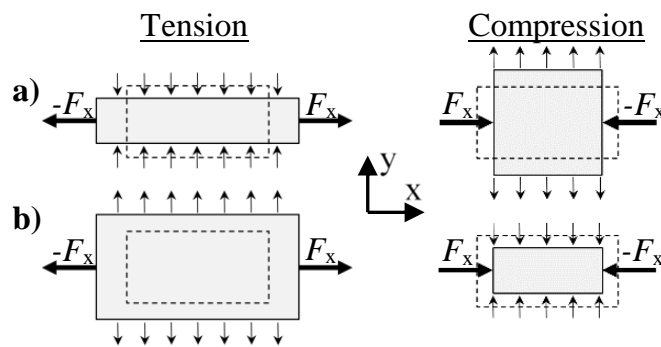 Tension Compression
a) -Fx Fx Fx -Fx
y
x
b) -Fx Fx Fx -Fx